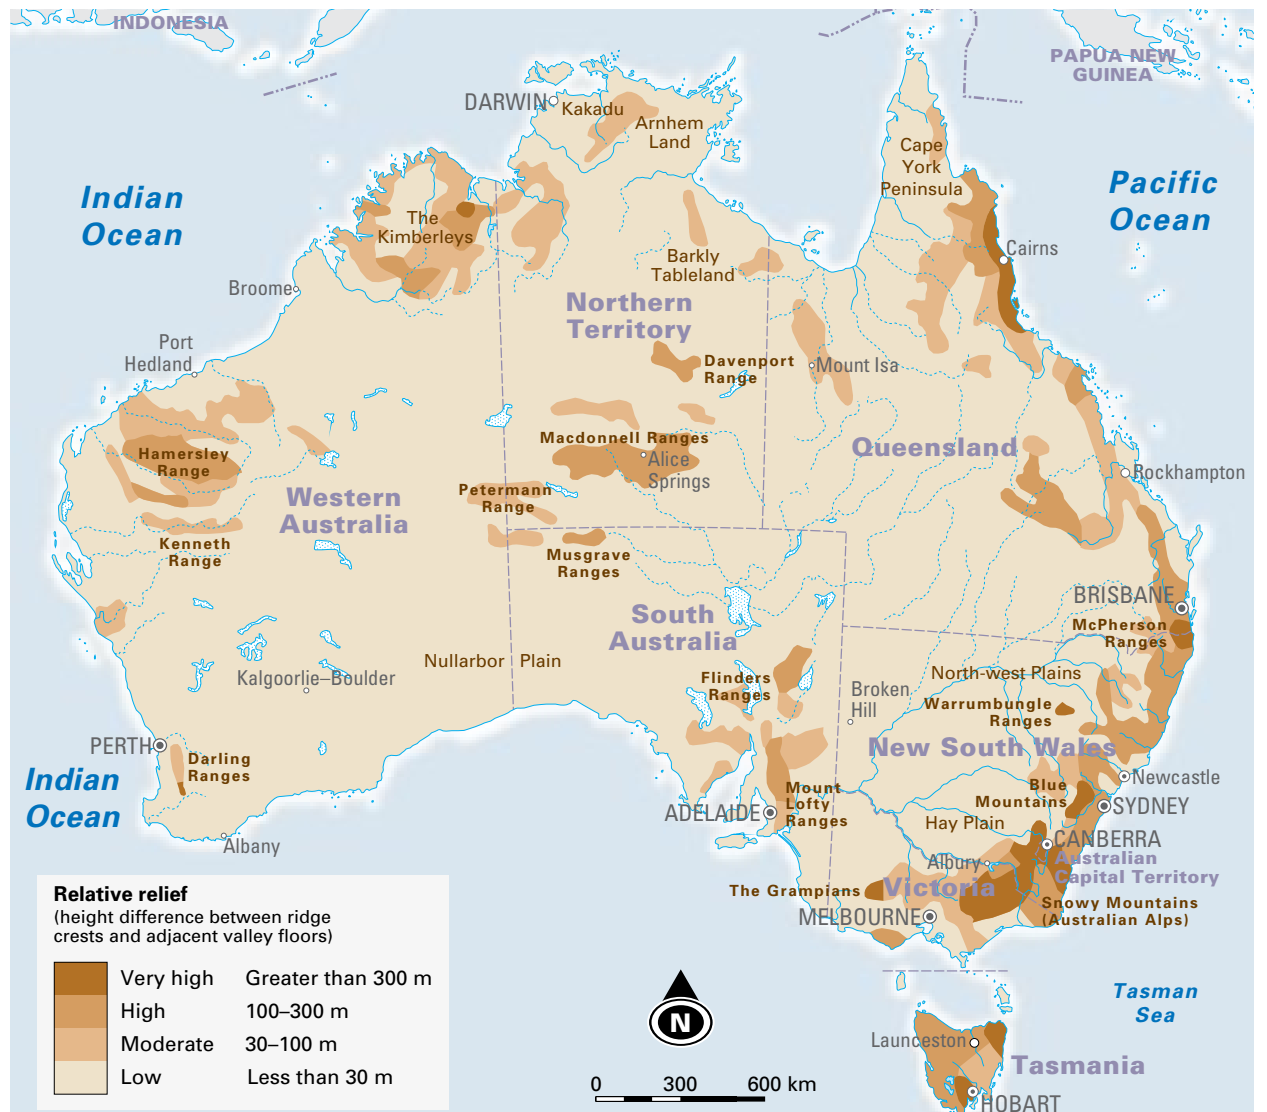 INDONESIA
PAPUA NEW
GUINEA
DARWIN
Kakadu
Arnhem
Land
Cape
York
Peninsula
Indian
Ocean
Pacific
Ocean
The
Kimberleys
Cairns
Barkly
Tableland
Broome
Northern
Territory
Port
Hedland
Davenport
Range
Mount Isa
Macdonnell Ranges
Alice
Springs
Queensland
Hamersley
Range
Rockhampton
Western
Australia
Petermann
Range
Kenneth
Range
Musgrave
Ranges
BRISBANE
McPherson
Ranges
South
Australia
Nullarbor Plain
Kalgoorlie–Boulder
Flinders
Ranges
North-west Plains
Broken
Hill
Warrumbungle
Ranges
PERTH
Darling
Ranges
New South Wales
Indian
Ocean
Newcastle
Blue
Mountains
Mount
Lofty
Ranges
SYDNEY
ADELAIDE
Hay Plain
Albany
CANBERRA
Australian
Capital Territory
Albury
The Grampians
Victoria
Snowy Mountains
(Australian Alps)
MELBOURNE
Relative relief
(height difference between ridge
crests and adjacent valley floors)
Very high Greater than 300 m
High 100–300 m
Moderate 30–100 m
Low Less than 30 m
N
0 300 600 km
Tasman
Sea
Launceston
Tasmania
HOBART